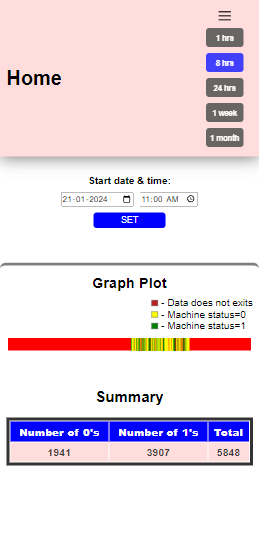 1 hrs
8 hrs
24 hrs
1 week
1 month
Home
Start date & time:
21-01-2024 11:00 AM
SET
Graph Plot
- Data does not exits
- Machine status=0
- Machine status=1
Summary
Number of 0's Number of 1's Total
1941 3907 5848